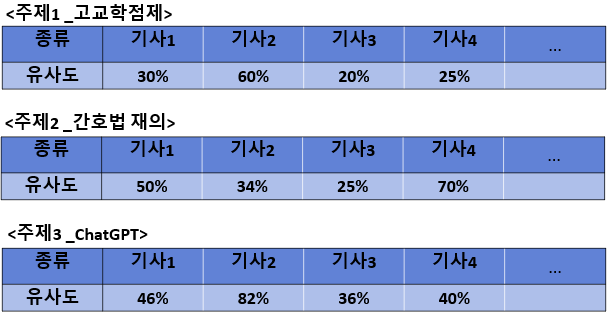 <주제1 _고교학점제>
종류 기사1 기사2 기사3 기사4 ...
유사도 30% 60% 20% 25%
<주제2 _간호법 재의>
종류 기사1 기사2 기사3 기사4 ...
유사도 50% 34% 25% 70%
<주제3 _ChatGPT>
종류 기사1 기사2 기사3 기사4 ...
유사도 46% 82% 36% 40%